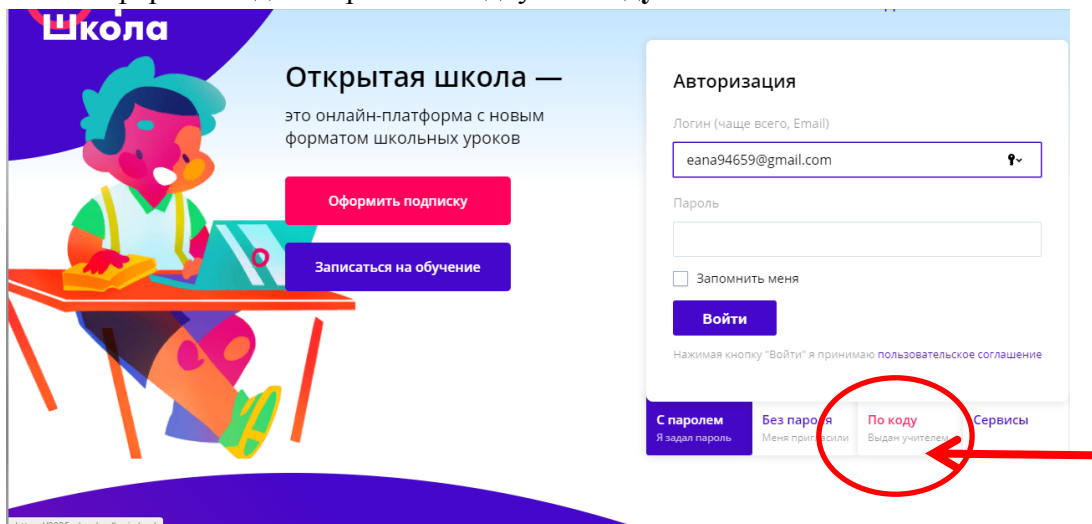 Школа
Открытая школа —
это онлайн-платформа с новым
форматом школьных уроков
Оформить подписку
Записаться на обучение
Авторизация
Логин (чаще всего, Email)
eana94659@gmail.com
Пароль
Запомнить меня
Войти
Нажимая кнопку "Войти" я принимаю пользовательское соглашение
С паролем
Я задал пароль
Без пароля
Меня пригласили
По коду
Выдан учителем
Сервисы